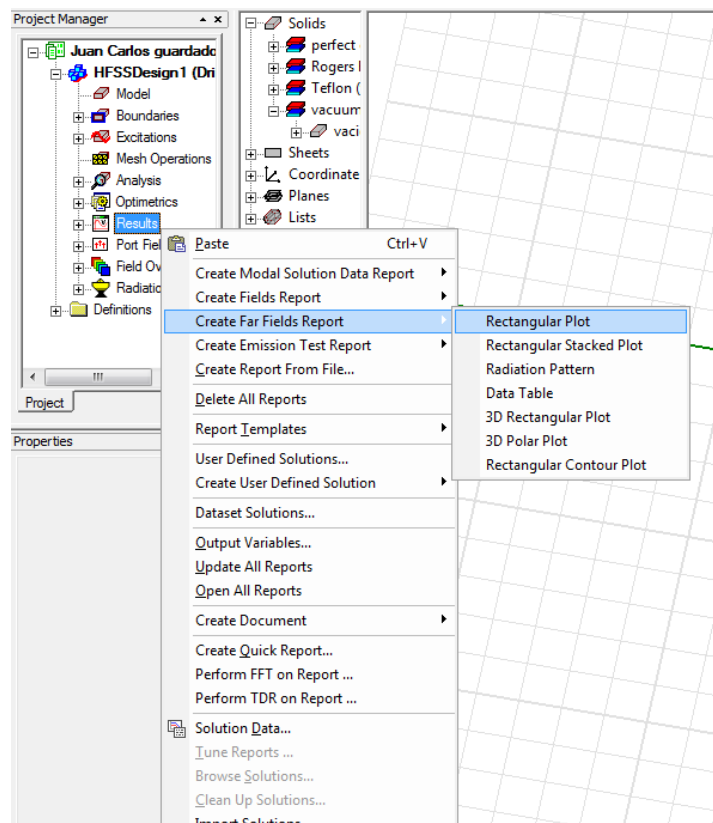 Project Manager
Juan Carlos guardado
HFSSDesign1 (Dri
Model
Boundaries
Excitations
Mesh Operations
Analysis
Optimetrics
Results
Port Fiel
Field Ov
Radiatio
Definitions
Project
Properties
Solids
perfect
Rogers
Teflon (
vacuum
vaci
Sheets
Coordinate
Planes
Lists
Paste Ctrl+V
Create Modal Solution Data Report
Create Fields Report
Create Far Fields Report
Create Emission Test Report
Create Report From File...
Delete All Reports
Report Templates
User Defined Solutions...
Create User Defined Solution
Dataset Solutions...
Output Variables...
Update All Reports
Open All Reports
Create Document
Create Quick Report...
Perform FFT on Report ...
Perform TDR on Report ...
Solution Data...
Tune Reports ...
Browse Solutions...
Clean Up Solutions...
Import Solutions
Rectangular Plot
Rectangular Stacked Plot
Radiation Pattern
Data Table
3D Rectangular Plot
3D Polar Plot
Rectangular Contour Plot